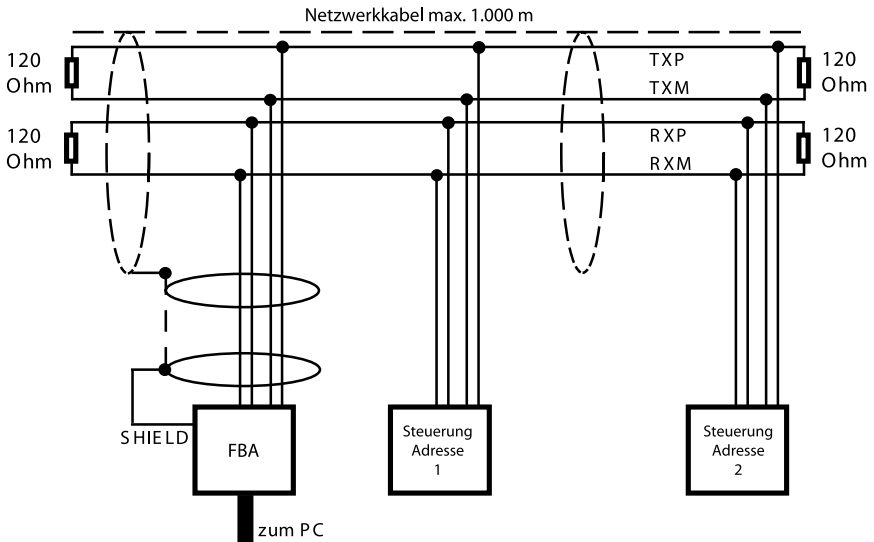 Netzwerkkabel max. 1.000 m
120
Ohm
TXP
TXM
120
Ohm
120
Ohm
RXP
RXM
120
Ohm
SHIELD
FBA
Steuerung
Adresse
1
Steuerung
Adresse
2
zum PC